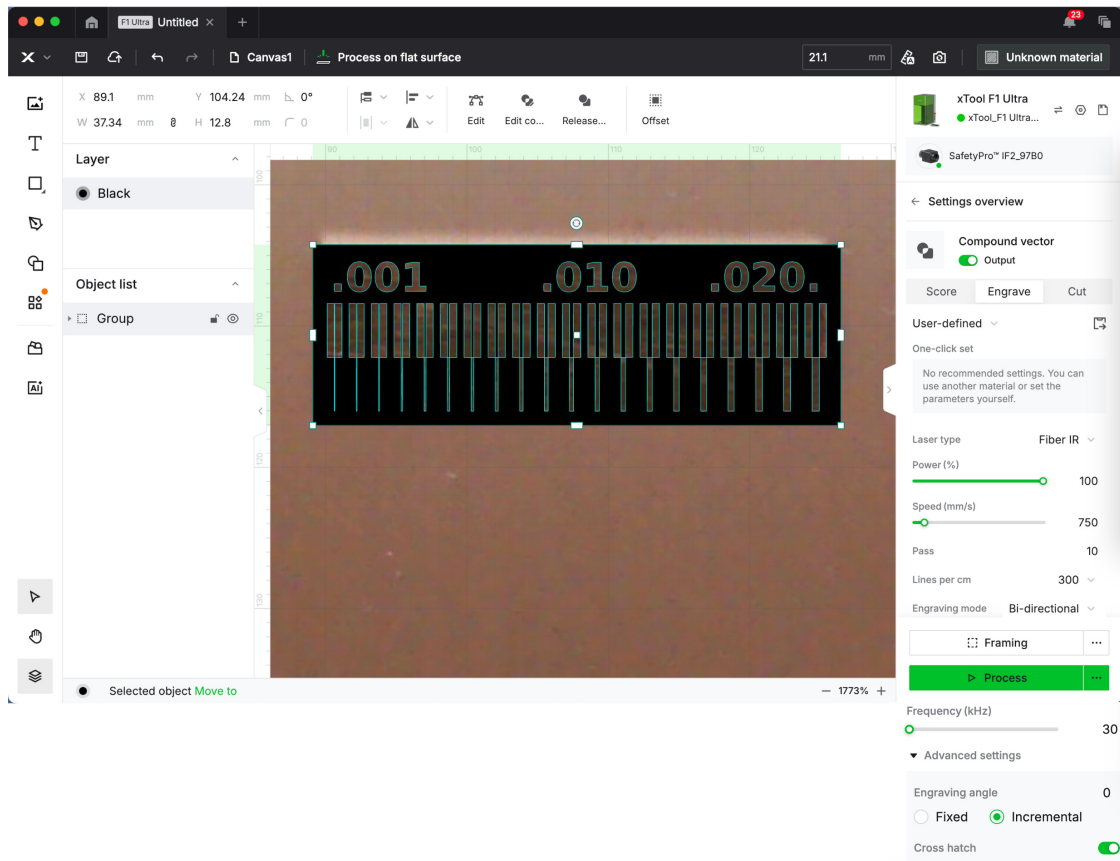 F1 Ultra Untitled × +
23
Canvas1 Process on flat surface 21.1 mm Unknown material
X 89.1 mm Y 104.24 mm 0°
W 37.34 mm H 12.8 mm 0
Edit Edit co... Release... Offset
Layer
Black
Object list
Group
90 100 110 120
100
110
120
130
.001 .010 .020.
Selected object Move to
1773%
xTool F1 Ultra
xTool_F1 Ultra...
SafetyPro™ IF2_97B0
Settings overview
Compound vector
Output
Score Engrave Cut
User-defined
One-click set
No recommended settings. You can
use another material or set the
parameters yourself.
Laser type Fiber IR
Power (%)
100
Speed (mm/s)
750
Pass 10
Lines per cm 300
Engraving mode Bi-directional
Framing
Process
Frequency (kHz)
30
Advanced settings
Engraving angle 0
Fixed Incremental
Cross hatch